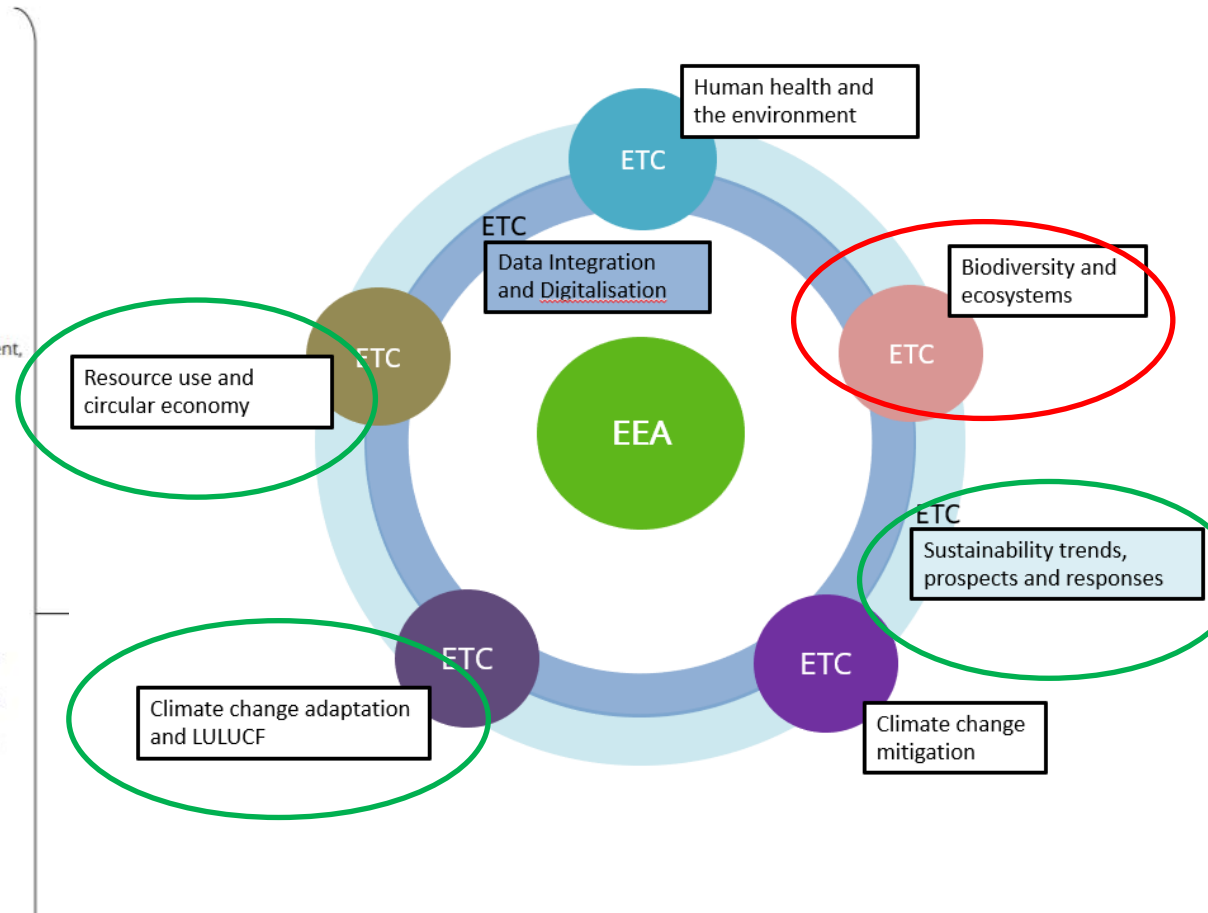 Human health and
the environment
ETC
ETC
Data Integration
and Digitalisation
Biodiversity and
ecosystems
ETC
ent,
ETC
Resource use and
circular economy
EEA
ETC
Sustainability trends,
prospects and responses
ETC
ETC
Climate change adaptation
and LULUCF
Climate change
mitigation